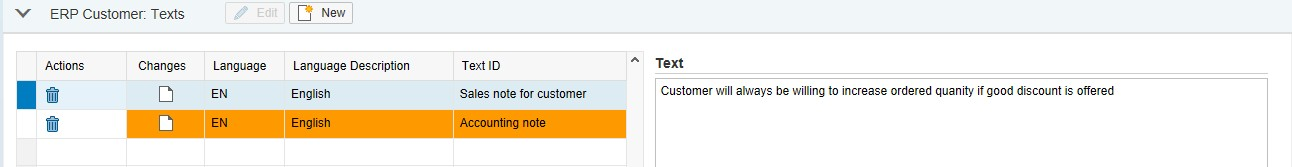 ERP Customer: Texts Edit New
Actions Changes Language Language Description Text ID
EN English Sales note for customer
EN English Accounting note
Text
Customer will always be willing to increase ordered quanity if good discount is offered